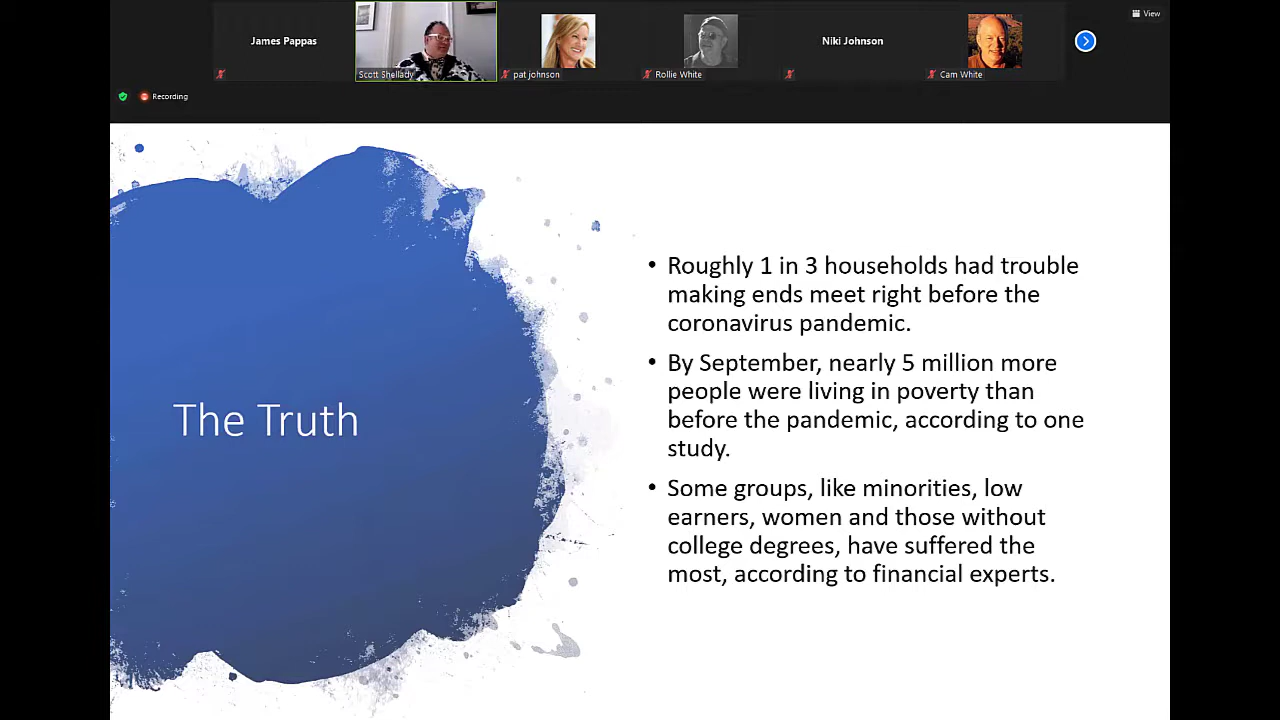 View
James Pappas
Niki Johnson
Scott Shellady
pat johnson
Rollie White
Cam White
Recording
The Truth
• Roughly 1 in 3 households had trouble
making ends meet right before the
coronavirus pandemic.
• By September, nearly 5 million more
people were living in poverty than
before the pandemic, according to one
study.
• Some groups, like minorities, low
earners, women and those without
college degrees, have suffered the
most, according to financial experts.